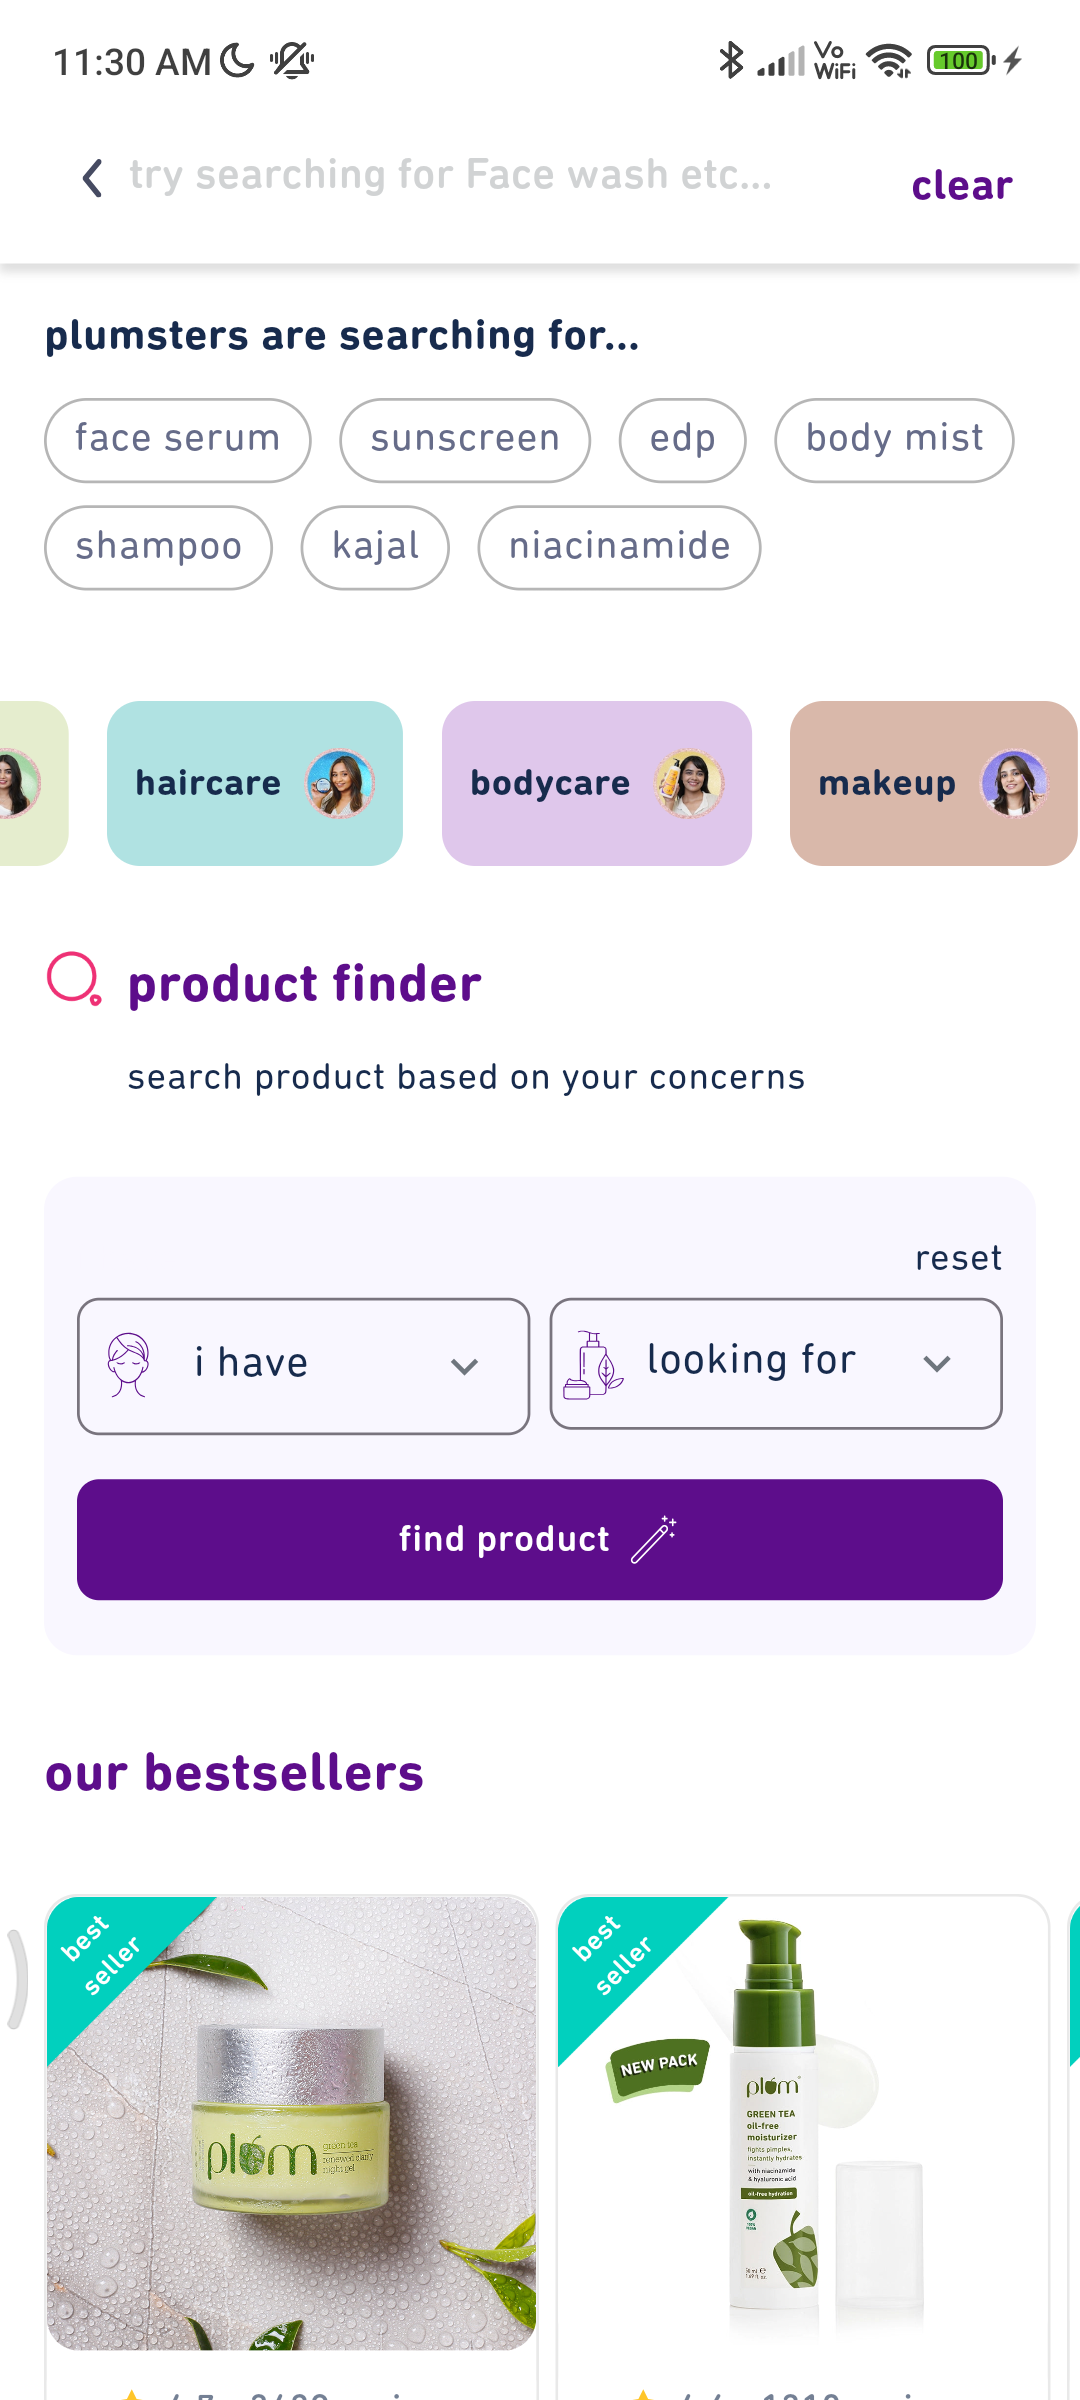 11:30 AM
Vo
WiFi
100
try searching for Face wash etc...
clear
plumsters are searching for...
face serum
sunscreen
edp
body mist
shampoo
kajal
niacinamide
haircare
bodycare
makeup
product finder
search product based on your concerns
reset
i have
looking for
find product
our bestsellers
best
seller
plum
green tea
renewed clarity
night gel
best
seller
NEW PACK
plum
GREEN TEA
oil-free
moisturizer
fights pimples,
instantly hydrates
with niacinamide
& hyaluronic acid
oil-free hydration